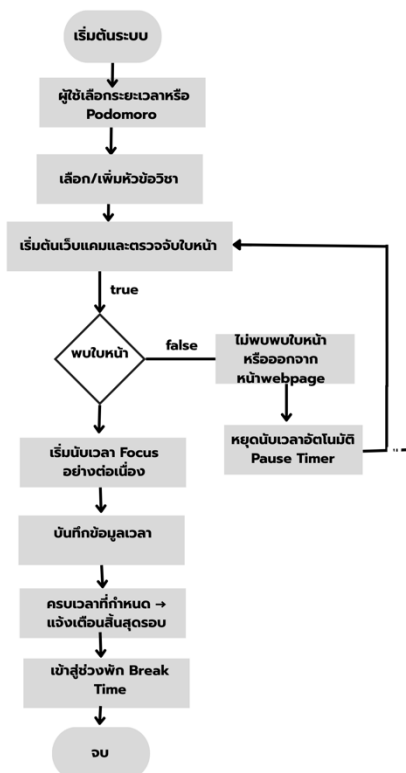 เริ่มต้นระบบ
ผู้ใช้เลือกระยะเวลาหรือ
Podomoro
เลือก/เพิ่มหัวข้อวิชา
เริ่มต้นเว็บแคมและตรวจจับใบหน้า
true
พบใบหน้า
false
ไม่พบพบใบหน้า
หรือออกจาก
หน้าwebpage
หยุดนับเวลาอัตโนมัติ
Pause Timer
เริ่มนับเวลา Focus
อย่างต่อเนื่อง
บันทึกข้อมูลเวลา
ครบเวลาที่กำหนด →
แจ้งเตือนสิ้นสุดรอบ
เข้าสู่ช่วงพัก Break
Time
จบ